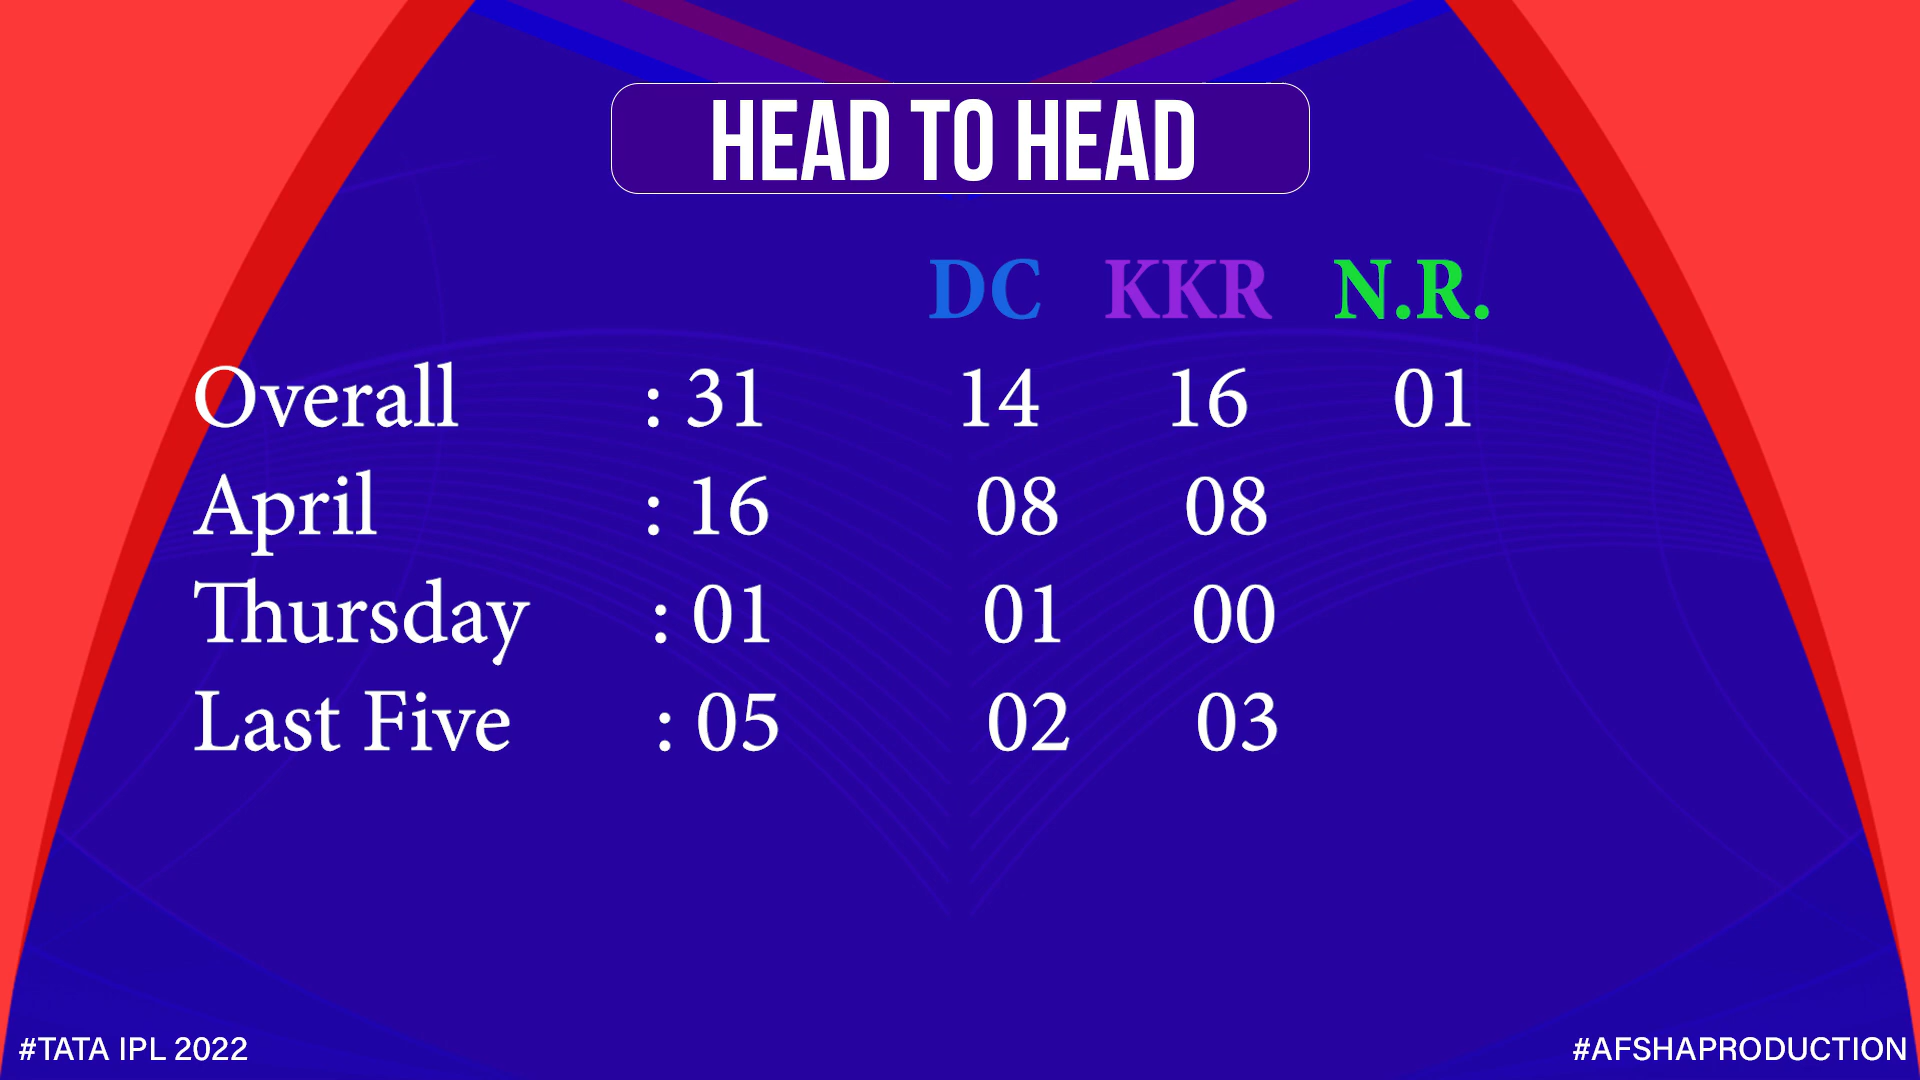 HEAD TO HEAD
DC KKR N.R.
Overall : 31 14 16 01
April : 16 08 08
Thursday : 01 01 00
Last Five : 05 02 03
#TATA IPL 2022 #AFSHAPRODUCTION